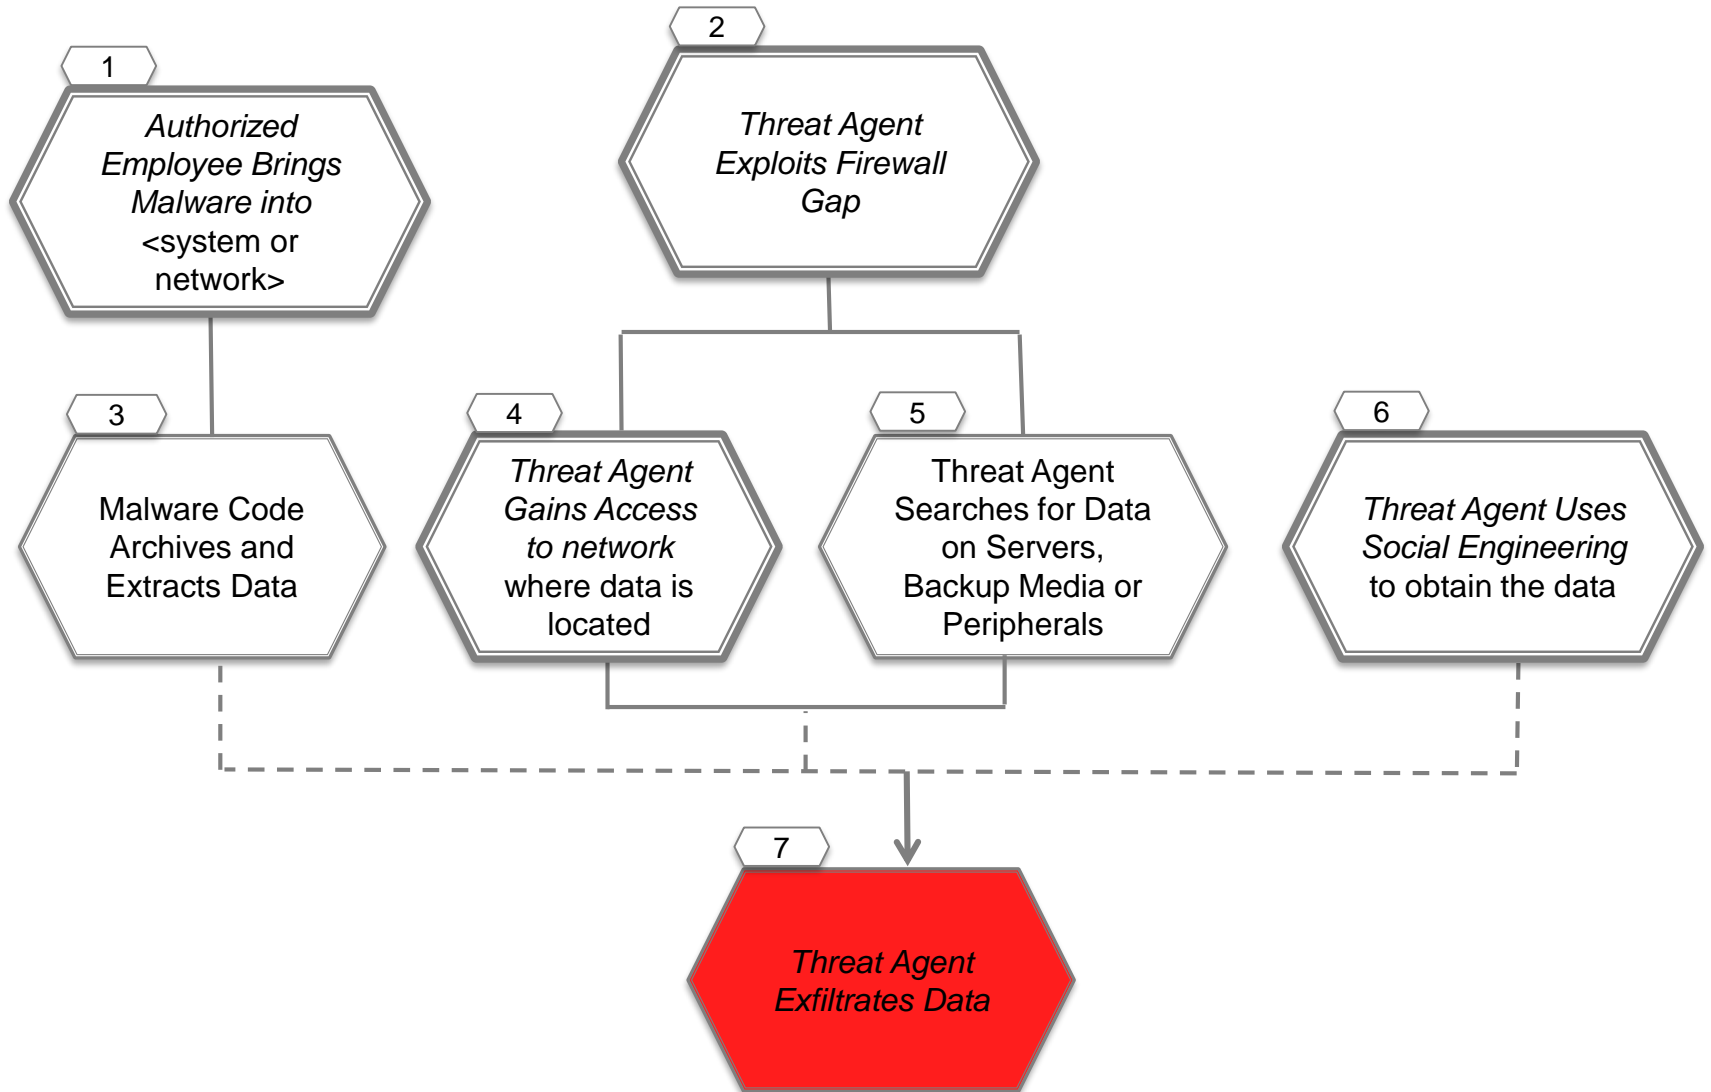 1
Authorized
Employee Brings
Malware into
<system or
network>
2
Threat Agent
Exploits Firewall
Gap
3
Malware Code
Archives and
Extracts Data
4
Threat Agent
Gains Access
to network
where data is
located
5
Threat Agent
Searches for Data
on Servers,
Backup Media or
Peripherals
6
Threat Agent Uses
Social Engineering
to obtain the data
7
Threat Agent
Exfiltrates Data